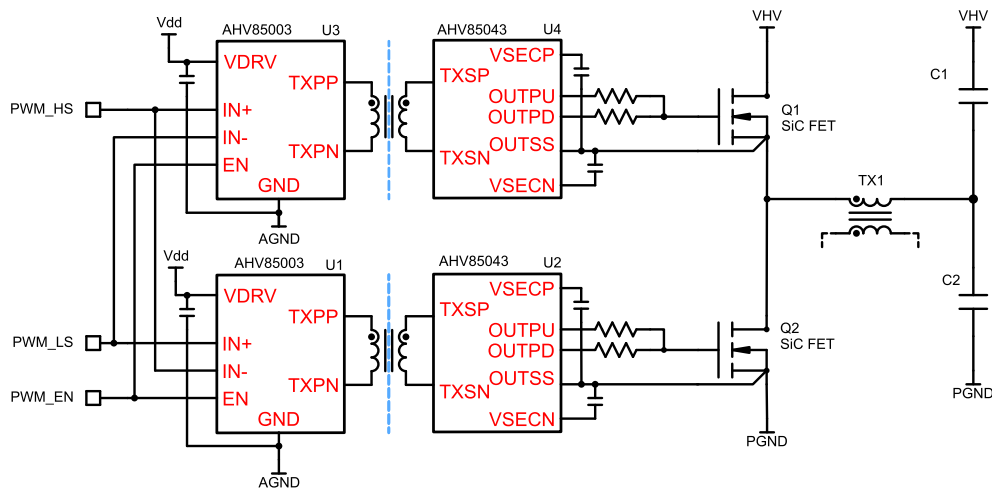 Vdd
AHV85003 U3
VDRV
TXPP
IN+
IN-
EN
TXPN
GND
AGND
PWM_HS
AHV85043 U4
VSECP
TXSP
OUTPU
OUTPD
OUTSS
TXSN
VSECN
VHV
Q1
SiC FET
VHV
C1
TX1
C2
PGND
Vdd
AHV85003 U1
VDRV
TXPP
IN+
IN-
EN
TXPN
GND
AGND
PWM_LS
PWM_EN
AHV85043 U2
VSECP
TXSP
OUTPU
OUTPD
OUTSS
TXSN
VSECN
Q2
SiC FET
PGND